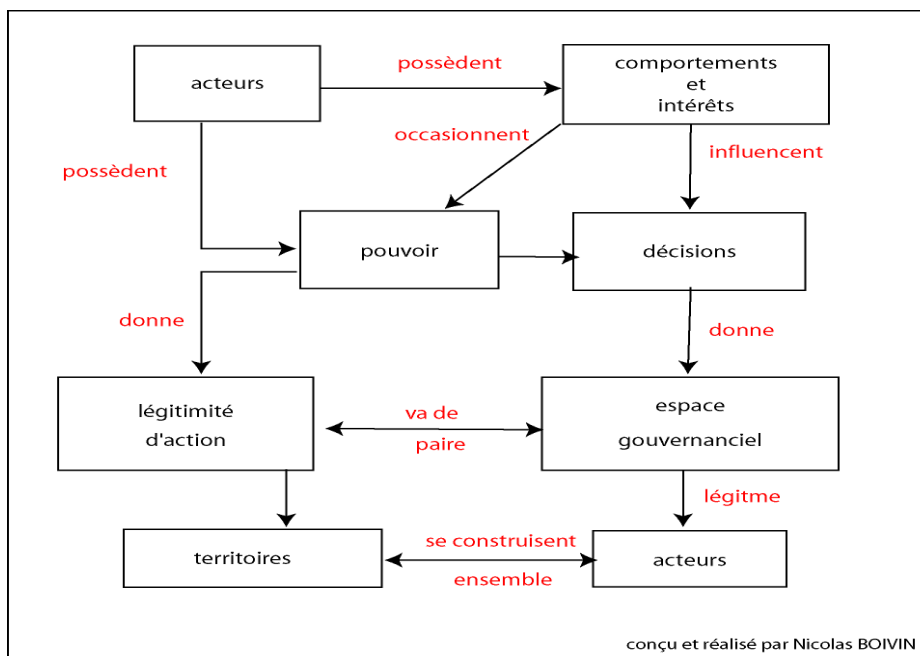 acteurs
possèdent
comportements
et
intérêts
occasionnent
influencent
possèdent
pouvoir
décisions
donne
donne
légitimité
d'action
va de
paire
espace
gouvernanciel
légitme
territoires
se construisent
ensemble
acteurs
conçu et réalisé par Nicolas BOIVIN